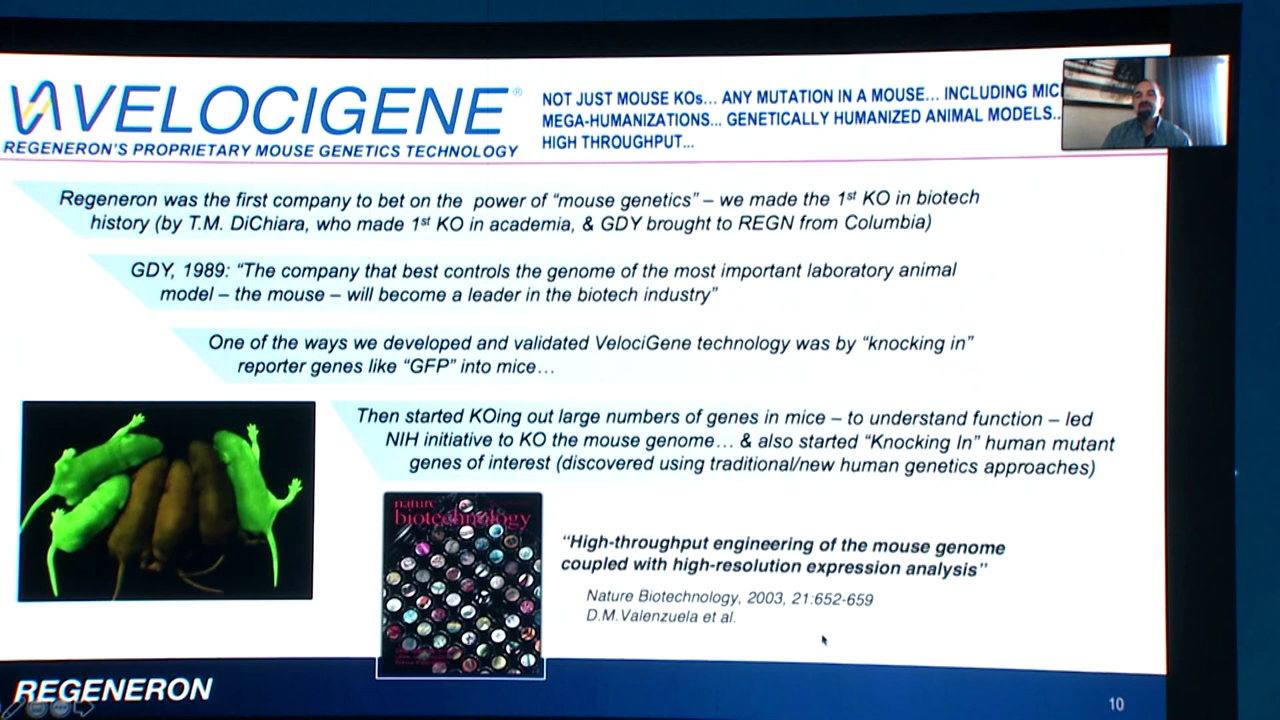 VELOCIGENE®
REGENERON'S PROPRIETARY MOUSE GENETICS TECHNOLOGY
NOT JUST MOUSE KOs... ANY MUTATION IN A MOUSE... INCLUDING
MEGA-HUMANIZATIONS... GENETICALLY HUMANIZED ANIMAL MODELS...
HIGH THROUGHPUT...
Regeneron was the first company to bet on the power of "mouse genetics" – we made the 1st KO in biotech
history (by T.M. DiChiara, who made 1st KO in academia, & GDY brought to REGN from Columbia)
GDY, 1989: "The company that best controls the genome of the most important laboratory animal
model – the mouse – will become a leader in the biotech industry"
One of the ways we developed and validated VelociGene technology was by "knocking in"
reporter genes like "GFP" into mice…
Then started KOing out large numbers of genes in mice – to understand function – led
NIH initiative to KO the mouse genome… & also started "Knocking In" human mutant
genes of interest (discovered using traditional/new human genetics approaches)
nature
biotechnology
"High-throughput engineering of the mouse genome
coupled with high-resolution expression analysis"
Nature Biotechnology, 2003, 21:652-659
D.M.Valenzuela et al.
REGENERON
10